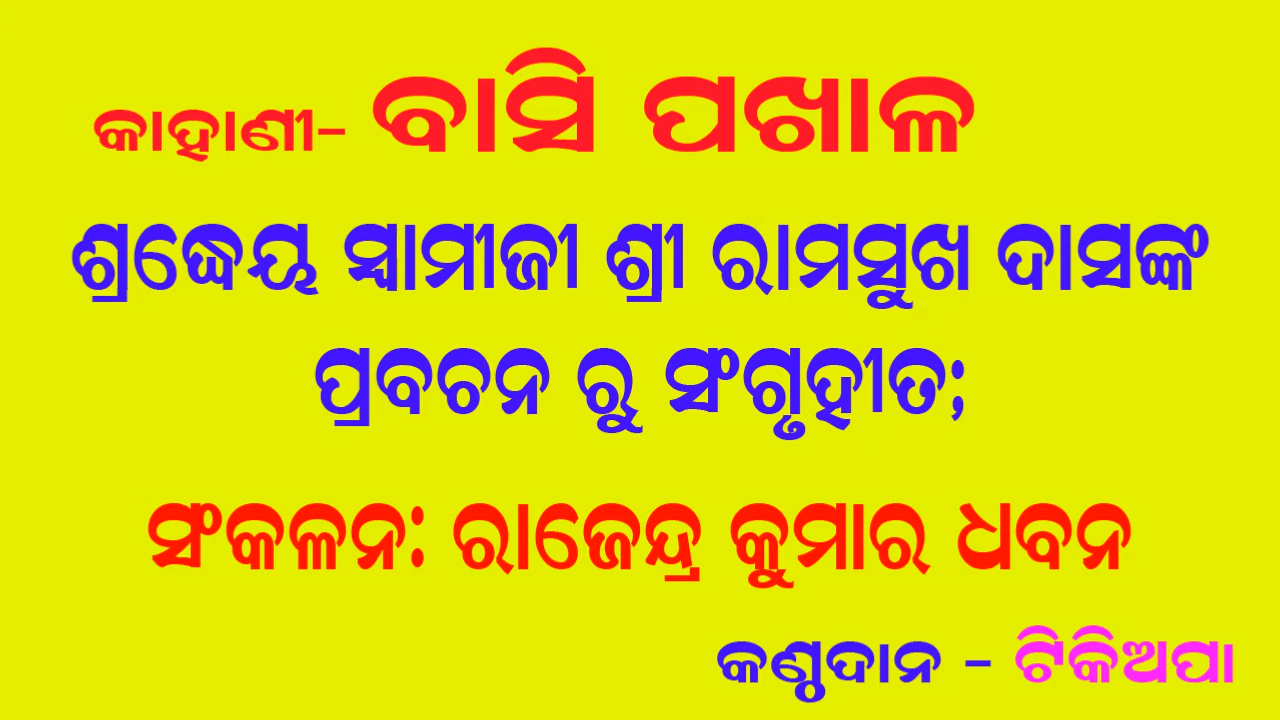 କାହାଣୀ- ବାସି ପଖାଳ
ଶ୍ରଦ୍ଧେୟ ସ୍ବାମୀଜୀ ଶ୍ରୀ ରାମସୁଖ ଦାସଙ୍କ
ପ୍ରବଚନ ରୁ ସଂଗୃହୀତ;
ସଂକଳନ: ରାଜେନ୍ଦ୍ର କୁମାର ଧବନ
କଣ୍ଠଦାନ - ଟିକିଅପା